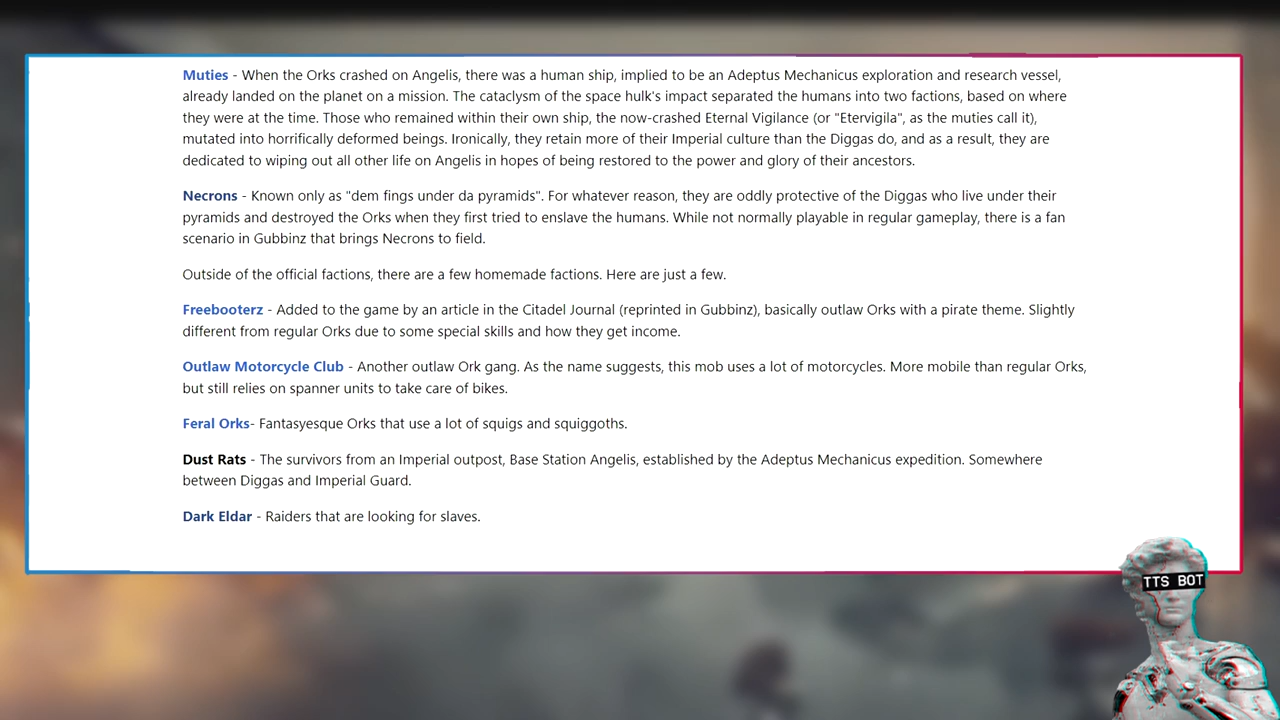 Muties - When the Orks crashed on Angelis, there was a human ship, implied to be an Adeptus Mechanicus exploration and research vessel,
already landed on the planet on a mission. The cataclysm of the space hulk's impact separated the humans into two factions, based on where
they were at the time. Those who remained within their own ship, the now-crashed Eternal Vigilance (or "Etervigila", as the muties call it),
mutated into horrifically deformed beings. Ironically, they retain more of their Imperial culture than the Diggas do, and as a result, they are
dedicated to wiping out all other life on Angelis in hopes of being restored to the power and glory of their ancestors.
Necrons - Known only as "dem fings under da pyramids". For whatever reason, they are oddly protective of the Diggas who live under their
pyramids and destroyed the Orks when they first tried to enslave the humans. While not normally playable in regular gameplay, there is a fan
scenario in Gubbinz that brings Necrons to field.
Outside of the official factions, there are a few homemade factions. Here are just a few.
Freebooterz - Added to the game by an article in the Citadel Journal (reprinted in Gubbinz), basically outlaw Orks with a pirate theme. Slightly
different from regular Orks due to some special skills and how they get income.
Outlaw Motorcycle Club - Another outlaw Ork gang. As the name suggests, this mob uses a lot of motorcycles. More mobile than regular Orks,
but still relies on spanner units to take care of bikes.
Feral Orks- Fantasyesque Orks that use a lot of squigs and squiggoths.
Dust Rats - The survivors from an Imperial outpost, Base Station Angelis, established by the Adeptus Mechanicus expedition. Somewhere
between Diggas and Imperial Guard.
Dark Eldar - Raiders that are looking for slaves.
TTS BOT